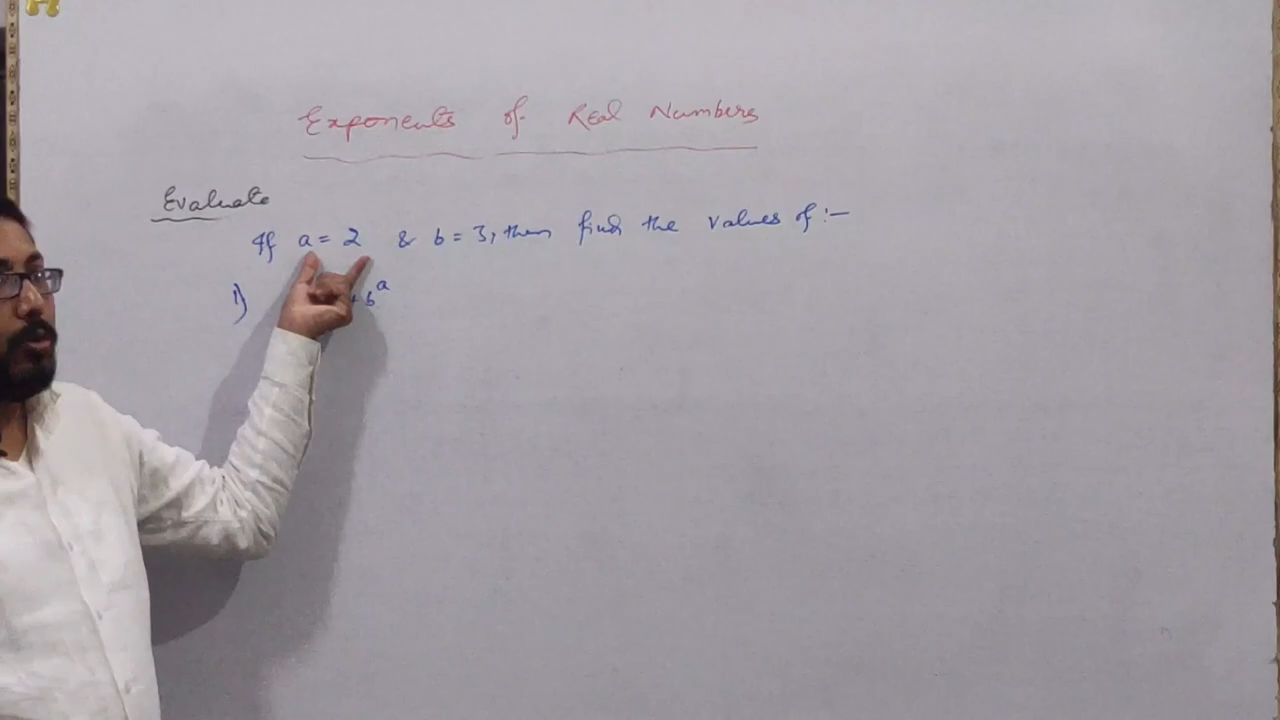 Exponents of Real Numbers
Evaluate
If a = 2 & b = 3, then find the values of :-
1) + b^a